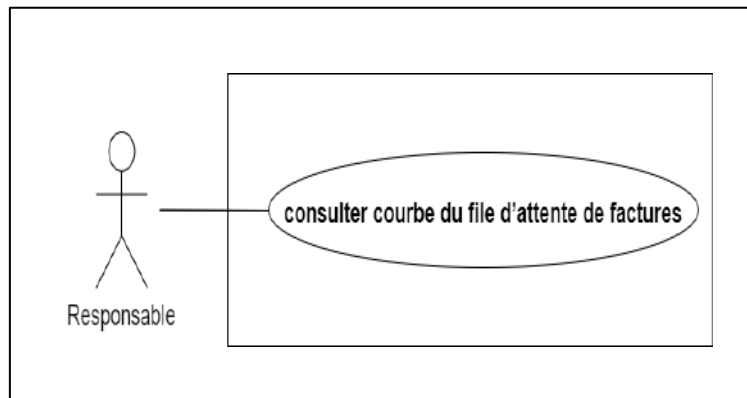 consulter courbe du file d'attente de factures
Responsable